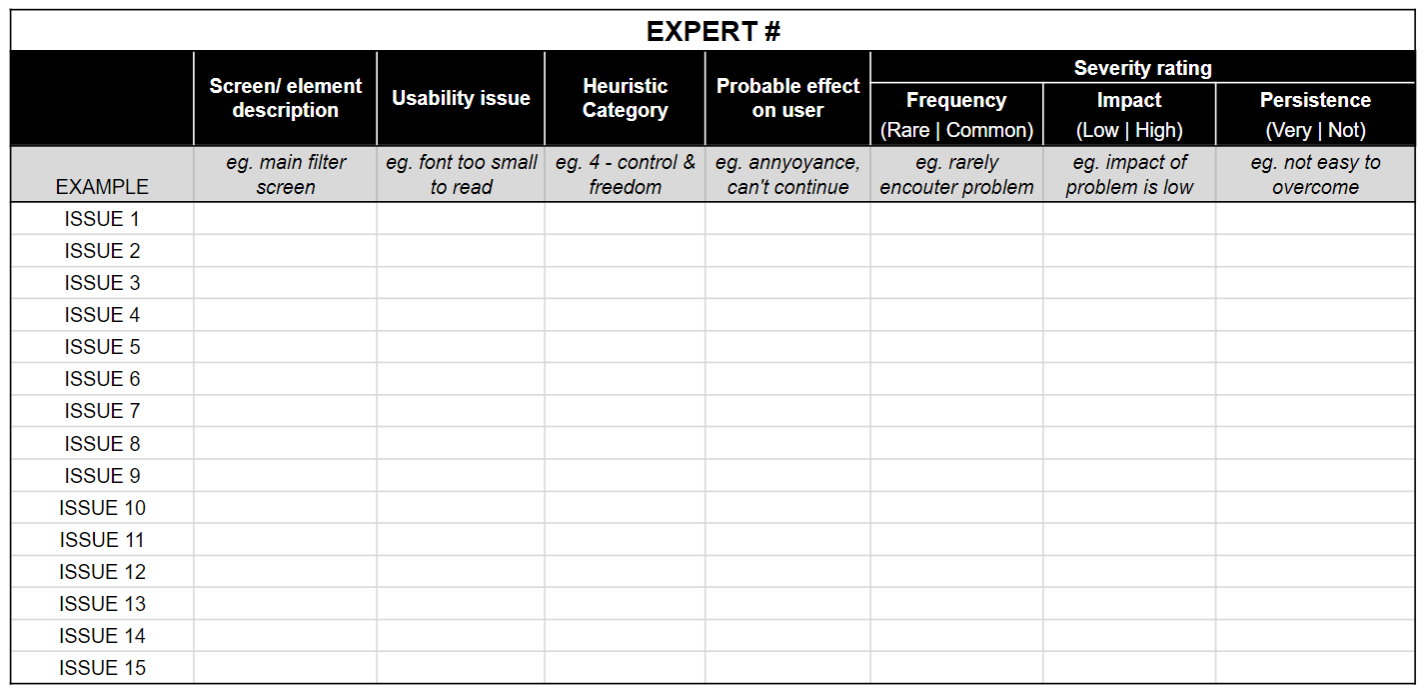 EXPERT #
Severity rating
Screen/ element
description
Usability issue
Heuristic
Category
Probable effect
on user
Frequency
(Rare | Common)
Impact
(Low | High)
Persistence
(Very | Not)
EXAMPLE
eg. main filter
screen
eg. font too small
to read
eg. 4 - control &
freedom
eg. annyoyance,
can't continue
eg. rarely
encouter problem
eg. impact of
problem is low
eg. not easy to
overcome
ISSUE 1
ISSUE 2
ISSUE 3
ISSUE 4
ISSUE 5
ISSUE 6
ISSUE 7
ISSUE 8
ISSUE 9
ISSUE 10
ISSUE 11
ISSUE 12
ISSUE 13
ISSUE 14
ISSUE 15